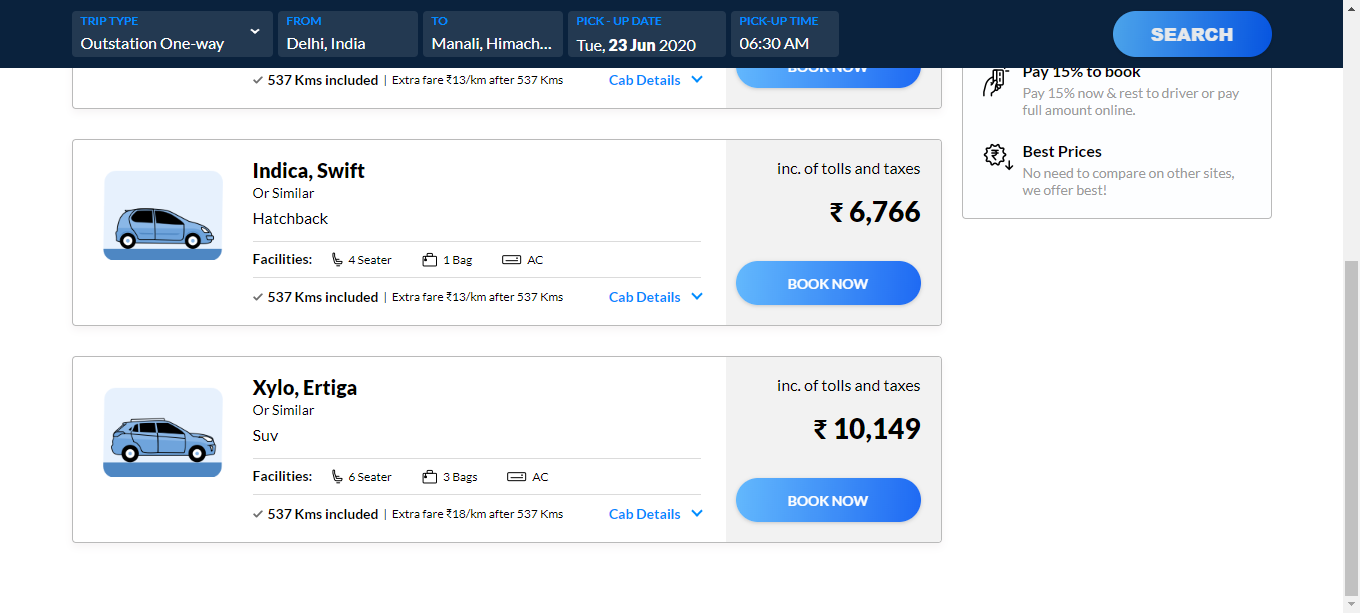 TRIP TYPE
Outstation One-way
FROM
Delhi, India
TO
Manali, Himach...
PICK - UP DATE
Tue, 23 Jun 2020
PICK-UP TIME
06:30 AM
SEARCH
537 Kms included | Extra fare ₹13/km after 537 Kms
Cab Details
BOOK NOW
Pay 15% to book
Pay 15% now & rest to driver or pay
full amount online.
Best Prices
No need to compare on other sites,
we offer best!
Indica, Swift
Or Similar
Hatchback
Facilities: 4 Seater 1 Bag AC
537 Kms included | Extra fare ₹13/km after 537 Kms
Cab Details
inc. of tolls and taxes
₹ 6,766
BOOK NOW
Xylo, Ertiga
Or Similar
Suv
Facilities: 6 Seater 3 Bags AC
537 Kms included | Extra fare ₹18/km after 537 Kms
Cab Details
inc. of tolls and taxes
₹ 10,149
BOOK NOW